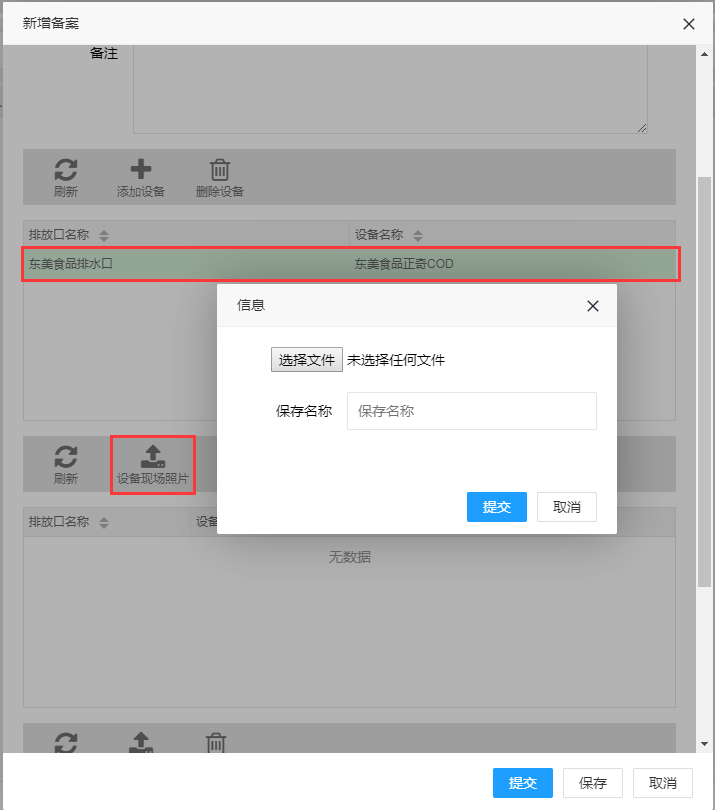 新增备案
备注
刷新 添加设备 删除设备
排放口名称 设备名称
东美食品排水口 东美食品正奇COD
信息
选择文件 未选择任何文件
保存名称 保存名称
刷新 设备现场照片
提交 取消
排放口名称 设备
无数据
提交 保存 取消